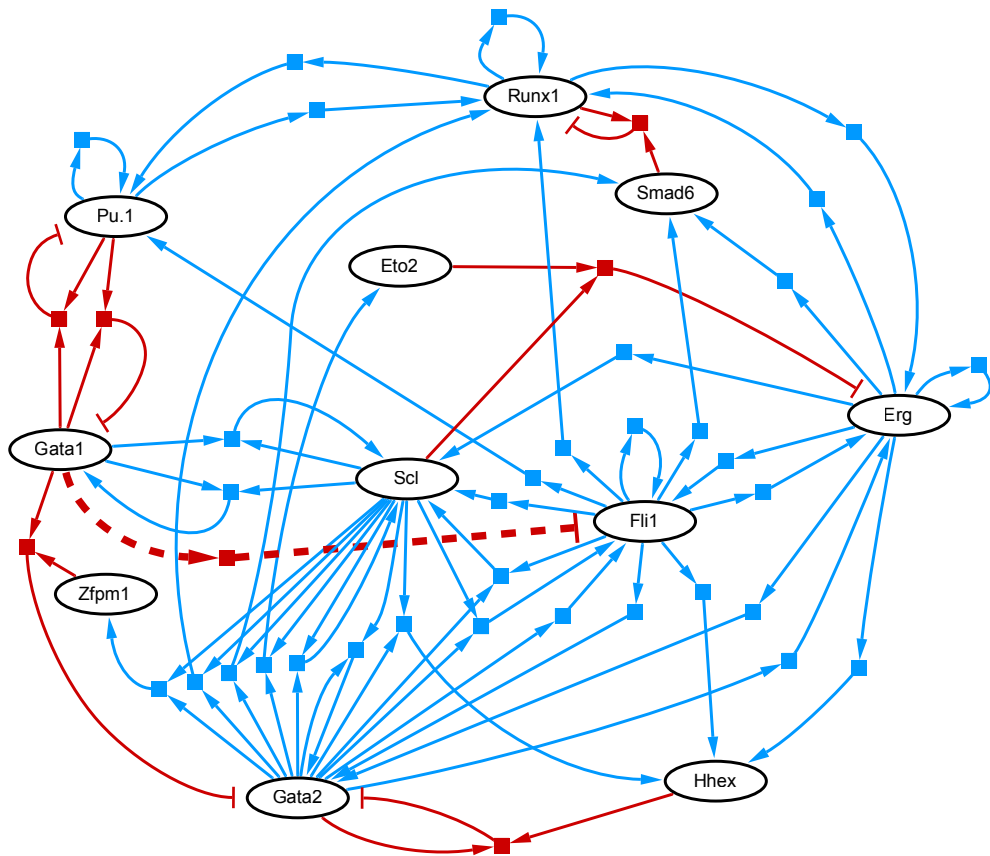 Runx1
Smad6
Pu.1
Eto2
Erg
Gata1
Scl
Fli1
Zfpm1
Hhex
Gata2